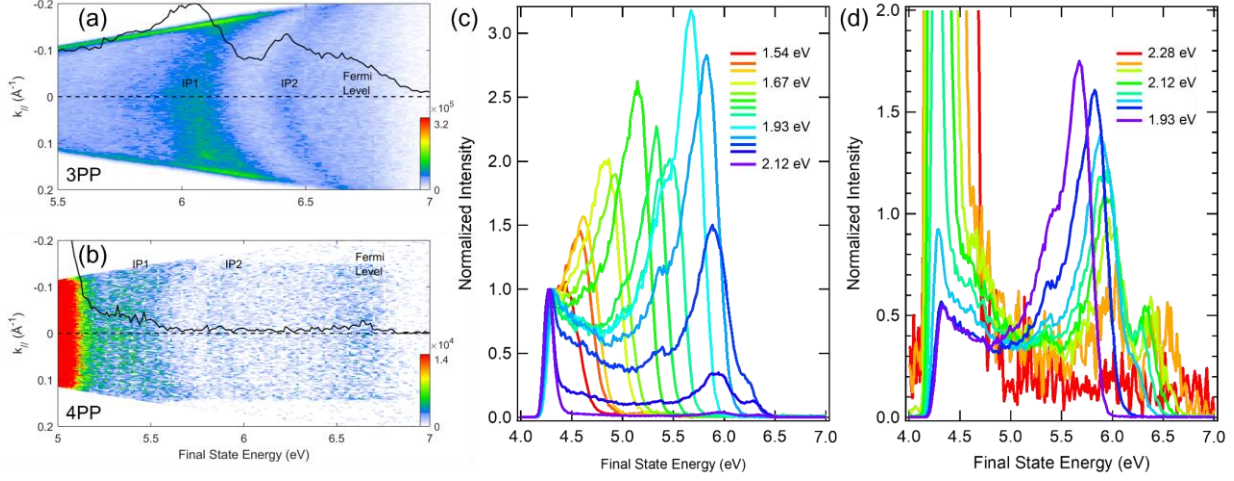 (a)
-0.2
-0.1
0
0.1
0.2
k// (Å-1)
IP1
IP2
Fermi
Level
×10⁵
3.2
0
3PP
5.5
6
6.5
7
(b)
-0.2
-0.1
0
0.1
0.2
k// (Å-1)
IP1
IP2
Fermi
Level
×10⁴
1.4
0
4PP
5
5.5
6
6.5
7
Final State Energy (eV)
(c)
Normalized Intensity
3.0
2.5
2.0
1.5
1.0
0.5
0.0
1.54 eV
1.67 eV
1.93 eV
2.12 eV
4.0 4.5 5.0 5.5 6.0 6.5 7.0
Final State Energy (eV)
(d)
Normalized Intensity
2.0
1.5
1.0
0.5
0.0
2.28 eV
2.12 eV
1.93 eV
4.0 4.5 5.0 5.5 6.0 6.5 7.0
Final State Energy (eV)